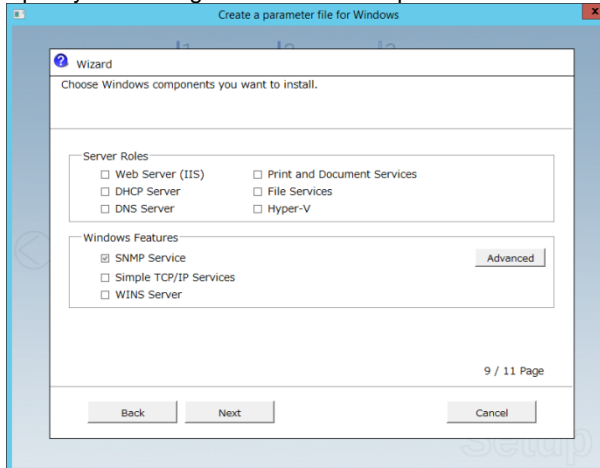 Create a parameter file for Windows
x
Wizard
Choose Windows components you want to install.
Server Roles
Web Server (IIS)
Print and Document Services
DHCP Server
File Services
DNS Server
Hyper-V
Windows Features
SNMP Service
Advanced
Simple TCP/IP Services
WINS Server
9 / 11 Page
Back
Next
Cancel
Setup